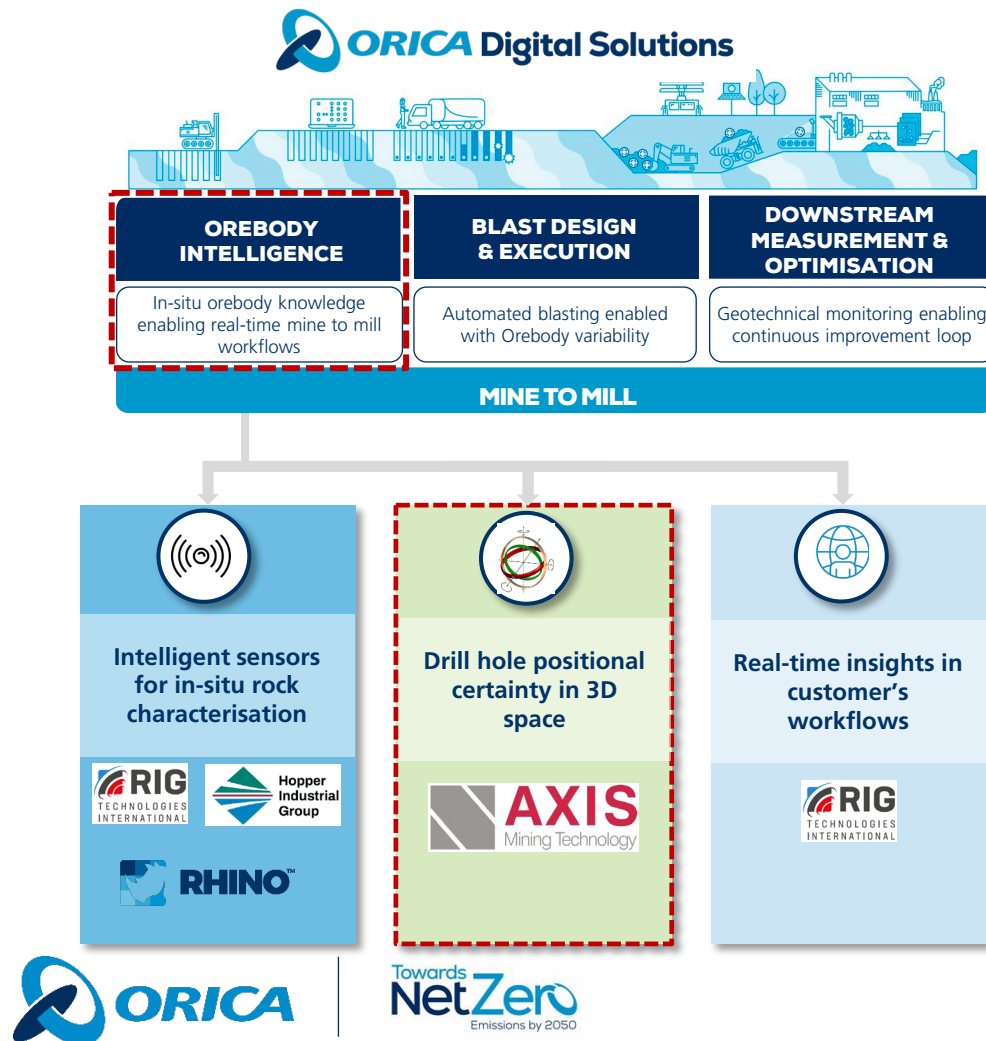 ORICA Digital Solutions
OREBODY
INTELLIGENCE
BLAST DESIGN
& EXECUTION
DOWNSTREAM
MEASUREMENT &
OPTIMISATION
In-situ orebody knowledge
enabling real-time mine to mill
workflows
Automated blasting enabled
with Orebody variability
Geotechnical monitoring enabling
continuous improvement loop
MINE TO MILL
Intelligent sensors
for in-situ rock
characterisation
RIG
TECHNOLOGIES
INTERNATIONAL
Hopper
Industrial
Group
RHINO™
Drill hole positional
certainty in 3D
space
AXIS
Mining Technology
Real-time insights in
customer's
workflows
RIG
TECHNOLOGIES
INTERNATIONAL
ORICA
Towards
NetZero
Emissions by 2050